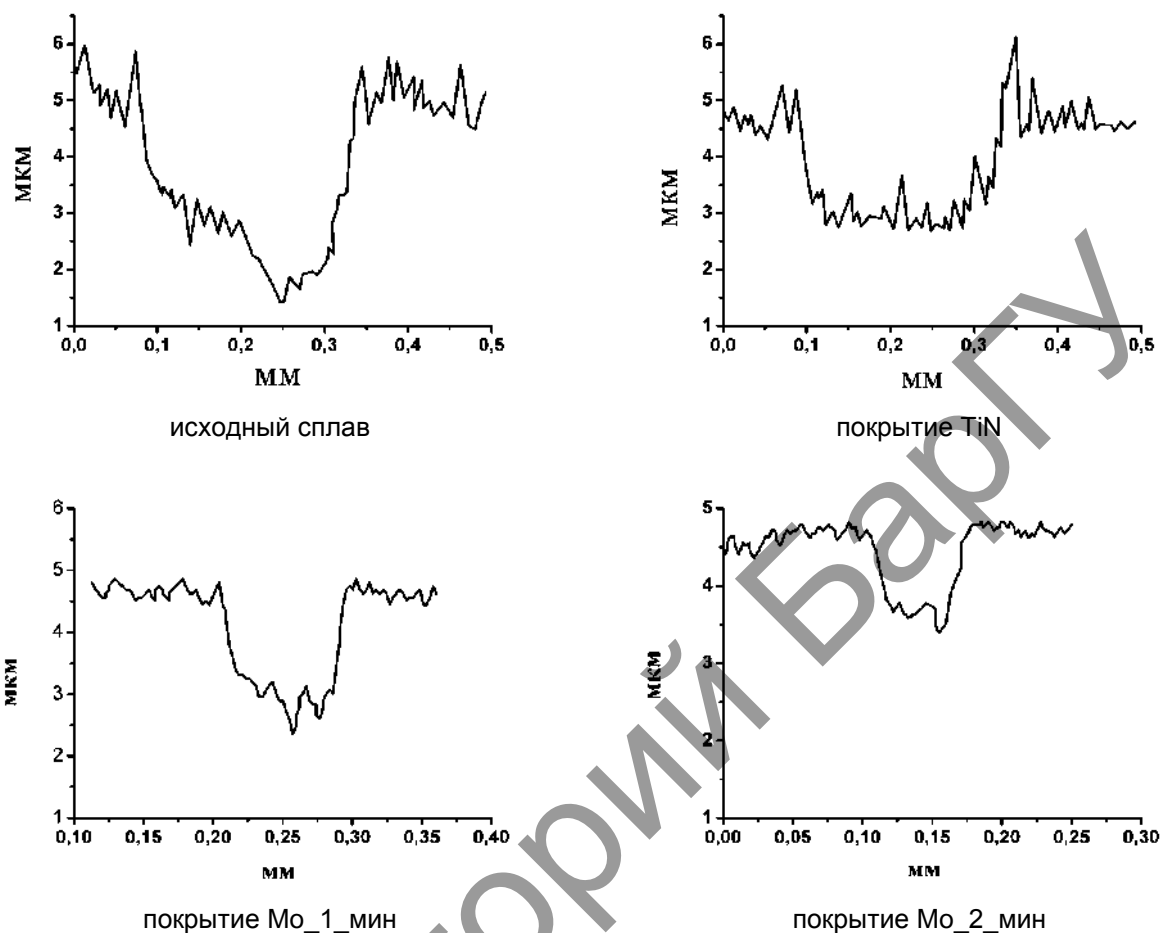 6
5
4
3
2
1
МКМ
0,0 0,1 0,2 0,3 0,4 0,5
ММ
исходный сплав
6
5
4
3
2
1
МКМ
0,0 0,1 0,2 0,3 0,4 0,5
ММ
покрытие TiN
6
5
4
3
2
1
мкм
0,10 0,15 0,20 0,25 0,30 0,35 0,40
мм
покрытие Mo_1_мин
5
4
3
2
1
мкм
0,00 0,05 0,10 0,15 0,20 0,25 0,30
мм
покрытие Mo_2_мин
торий БарГУ